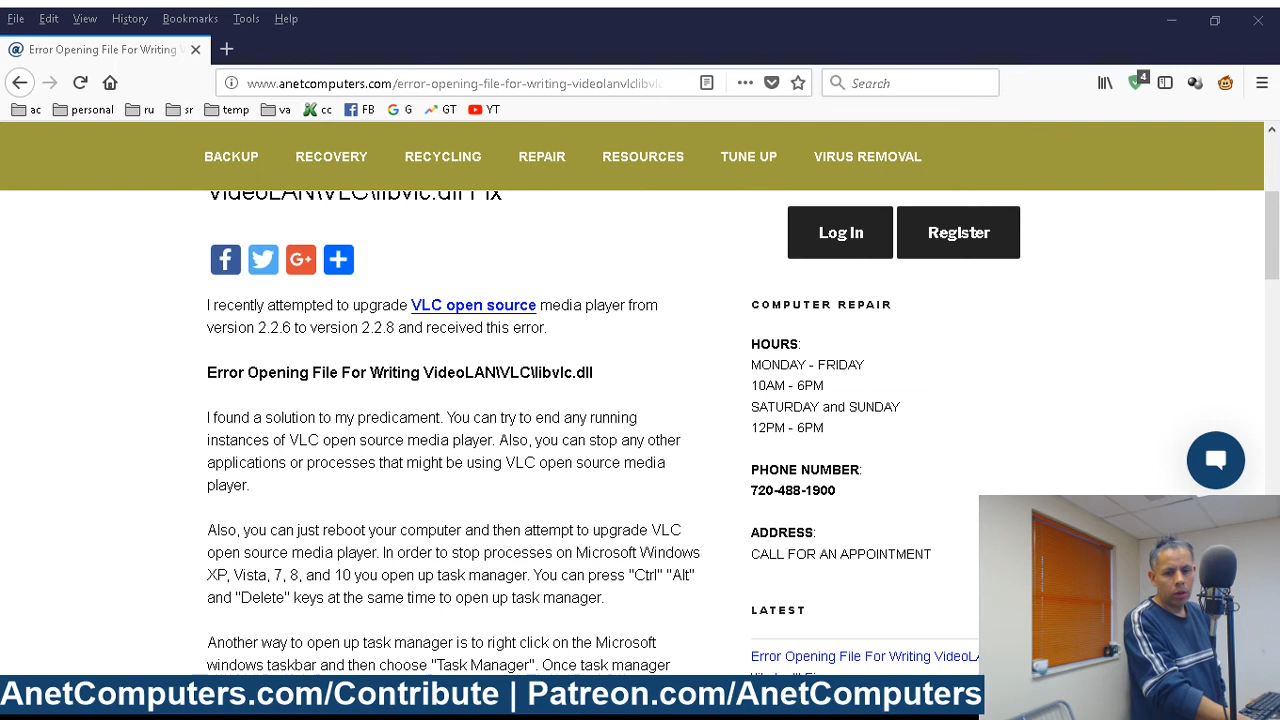 File Edit View History Bookmarks Tools Help
Error Opening File For Writing
www.anetcomputers.com/error-opening-file-for-writing-videolanvlclibvlc
4
Search
ac personal ru sr temp va cc FB G GT YT
BACKUP RECOVERY RECYCLING REPAIR RESOURCES TUNE UP VIRUS REMOVAL
VideoLAN\VLC\libvlc.dll Fix
Log In Register
I recently attempted to upgrade VLC open source media player from
version 2.2.6 to version 2.2.8 and received this error.
Error Opening File For Writing VideoLAN\VLC\libvlc.dll
I found a solution to my predicament. You can try to end any running
instances of VLC open source media player. Also, you can stop any other
applications or processes that might be using VLC open source media
player.
Also, you can just reboot your computer and then attempt to upgrade VLC
open source media player. In order to stop processes on Microsoft Windows
XP, Vista, 7, 8, and 10 you open up task manager. You can press "Ctrl" "Alt"
and "Delete" keys at the same time to open up task manager.
Another way to open up task manager is to right click on the Microsoft
windows taskbar and then choose "Task Manager". Once task manager
COMPUTER REPAIR
HOURS:
MONDAY - FRIDAY
10AM - 6PM
SATURDAY and SUNDAY
12PM - 6PM
PHONE NUMBER:
720-488-1900
ADDRESS:
CALL FOR AN APPOINTMENT
LATEST
Error Opening File For Writing VideoLA
AnetComputers.com/Contribute | Patreon.com/AnetComputers